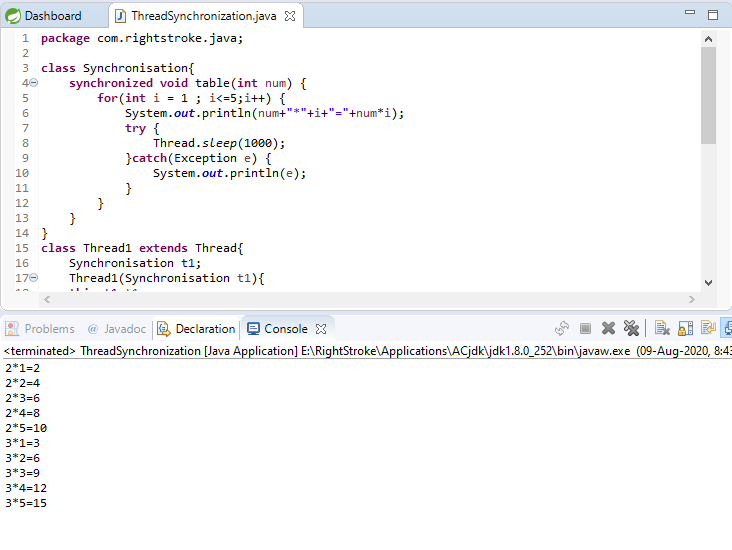 Dashboard ThreadSynchronization.java
1 package com.rightstroke.java;
2
3 class Synchronisation{
4 synchronized void table(int num) {
5 for(int i = 1 ; i<=5;i++) {
6 System.out.println(num+"*"+i+"="+num*i);
7 try {
8 Thread.sleep(1000);
9 }catch(Exception e) {
10 System.out.println(e);
11 }
12 }
13 }
14 }
15 class Thread1 extends Thread{
16 Synchronisation t1;
17 Thread1(Synchronisation t1){
Problems @ Javadoc Declaration Console
<terminated> ThreadSynchronization [Java Application] E:\RightStroke\Applications\ACjdk\jdk1.8.0_252\bin\javaw.exe (09-Aug-2020, 8:43
2*1=2
2*2=4
2*3=6
2*4=8
2*5=10
3*1=3
3*2=6
3*3=9
3*4=12
3*5=15